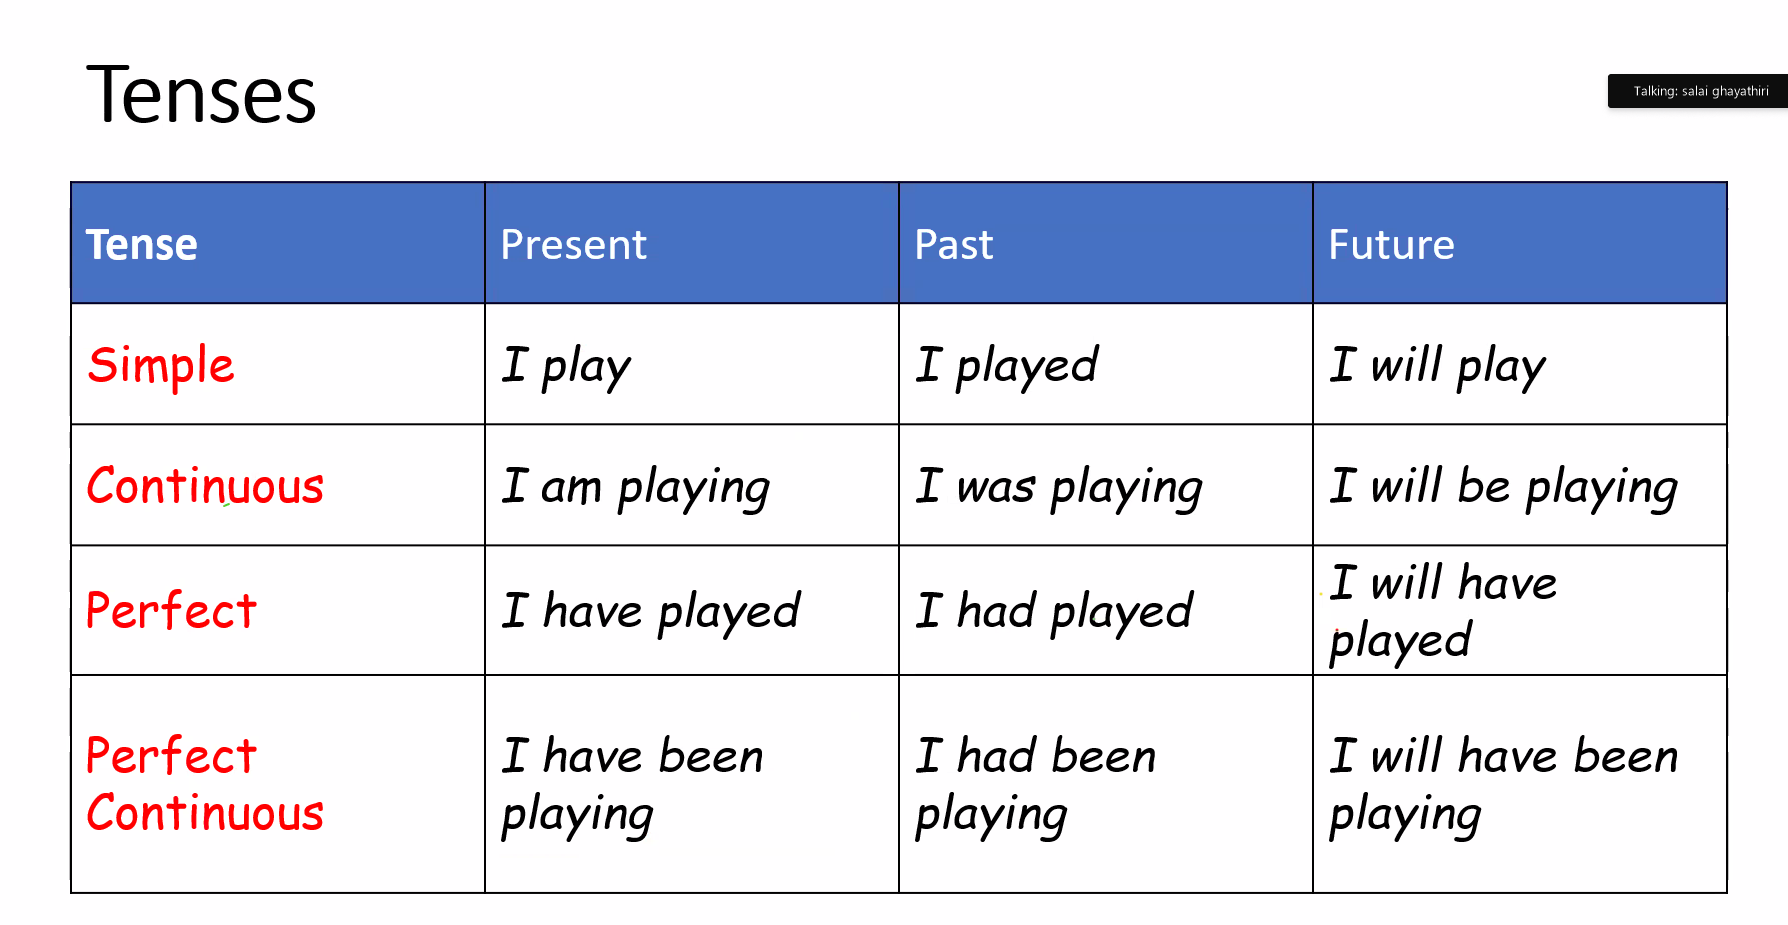 Tenses
Talking: salai ghayathiri
Tense Present Past Future
Simple I play I played I will play
Continuous I am playing I was playing I will be playing
Perfect I have played I had played I will have
played
Perfect I have been I had been I will have been
Continuous playing playing playing